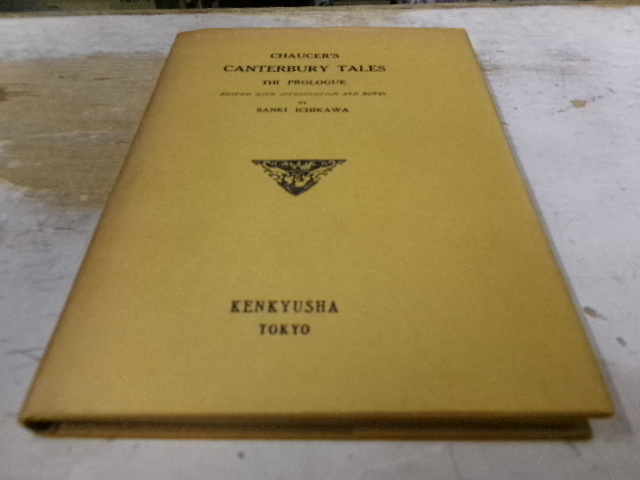 CHAUCER'S
CANTERBURY TALES
THE PROLOGUE
EDITED WITH INTRODUCTION AND NOTES
BY
SANKI ICHIKAWA
KENKYUSHA
TOKYO